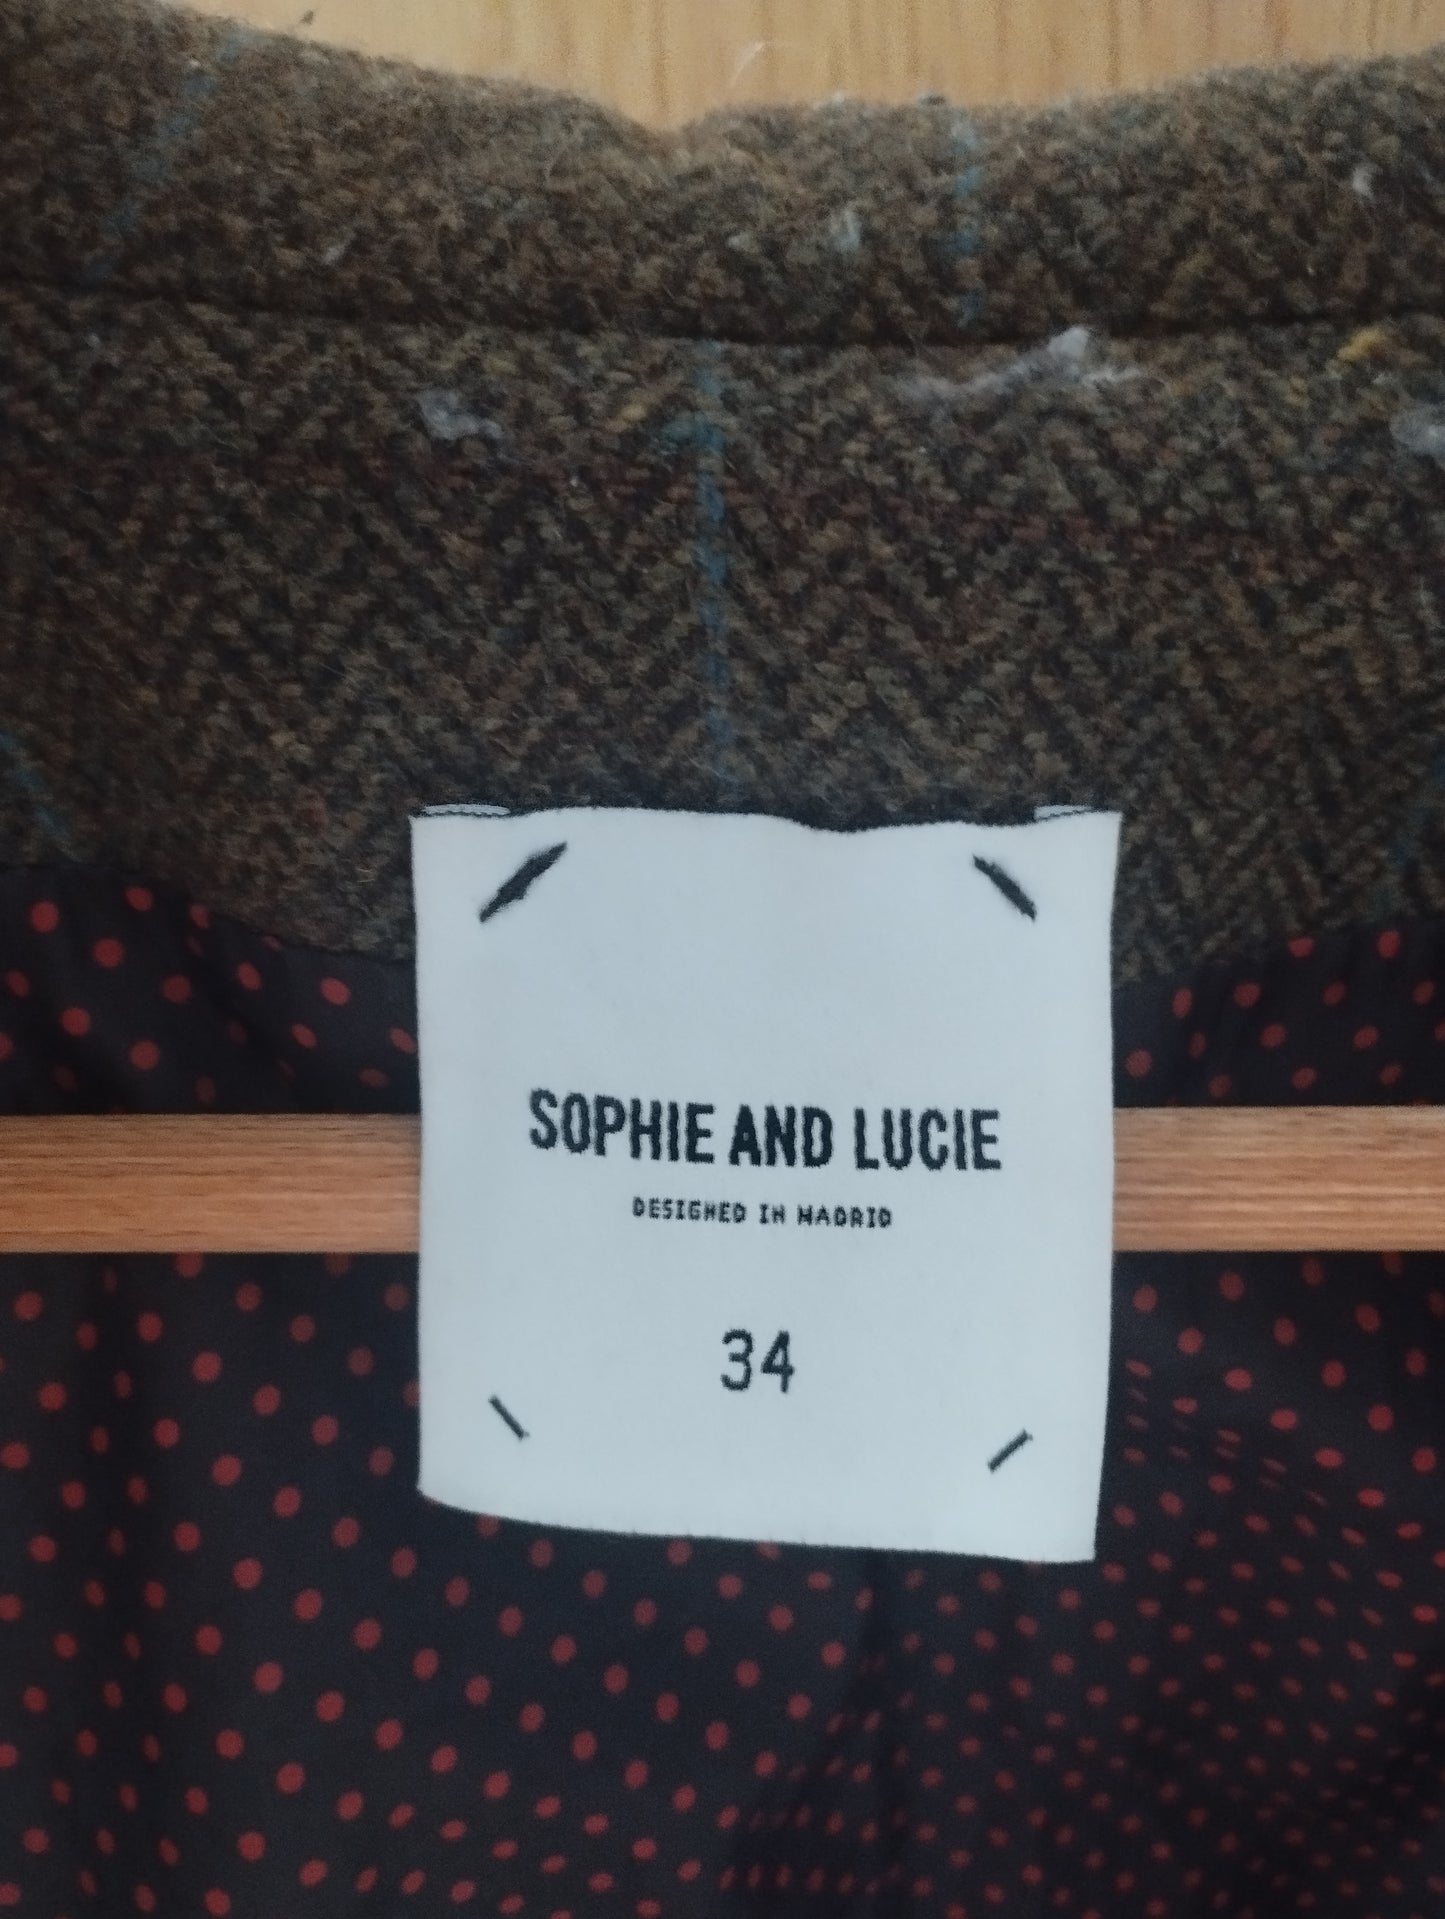 SOPHIE AND LUCIE
DESIGNED IN MADRID
34